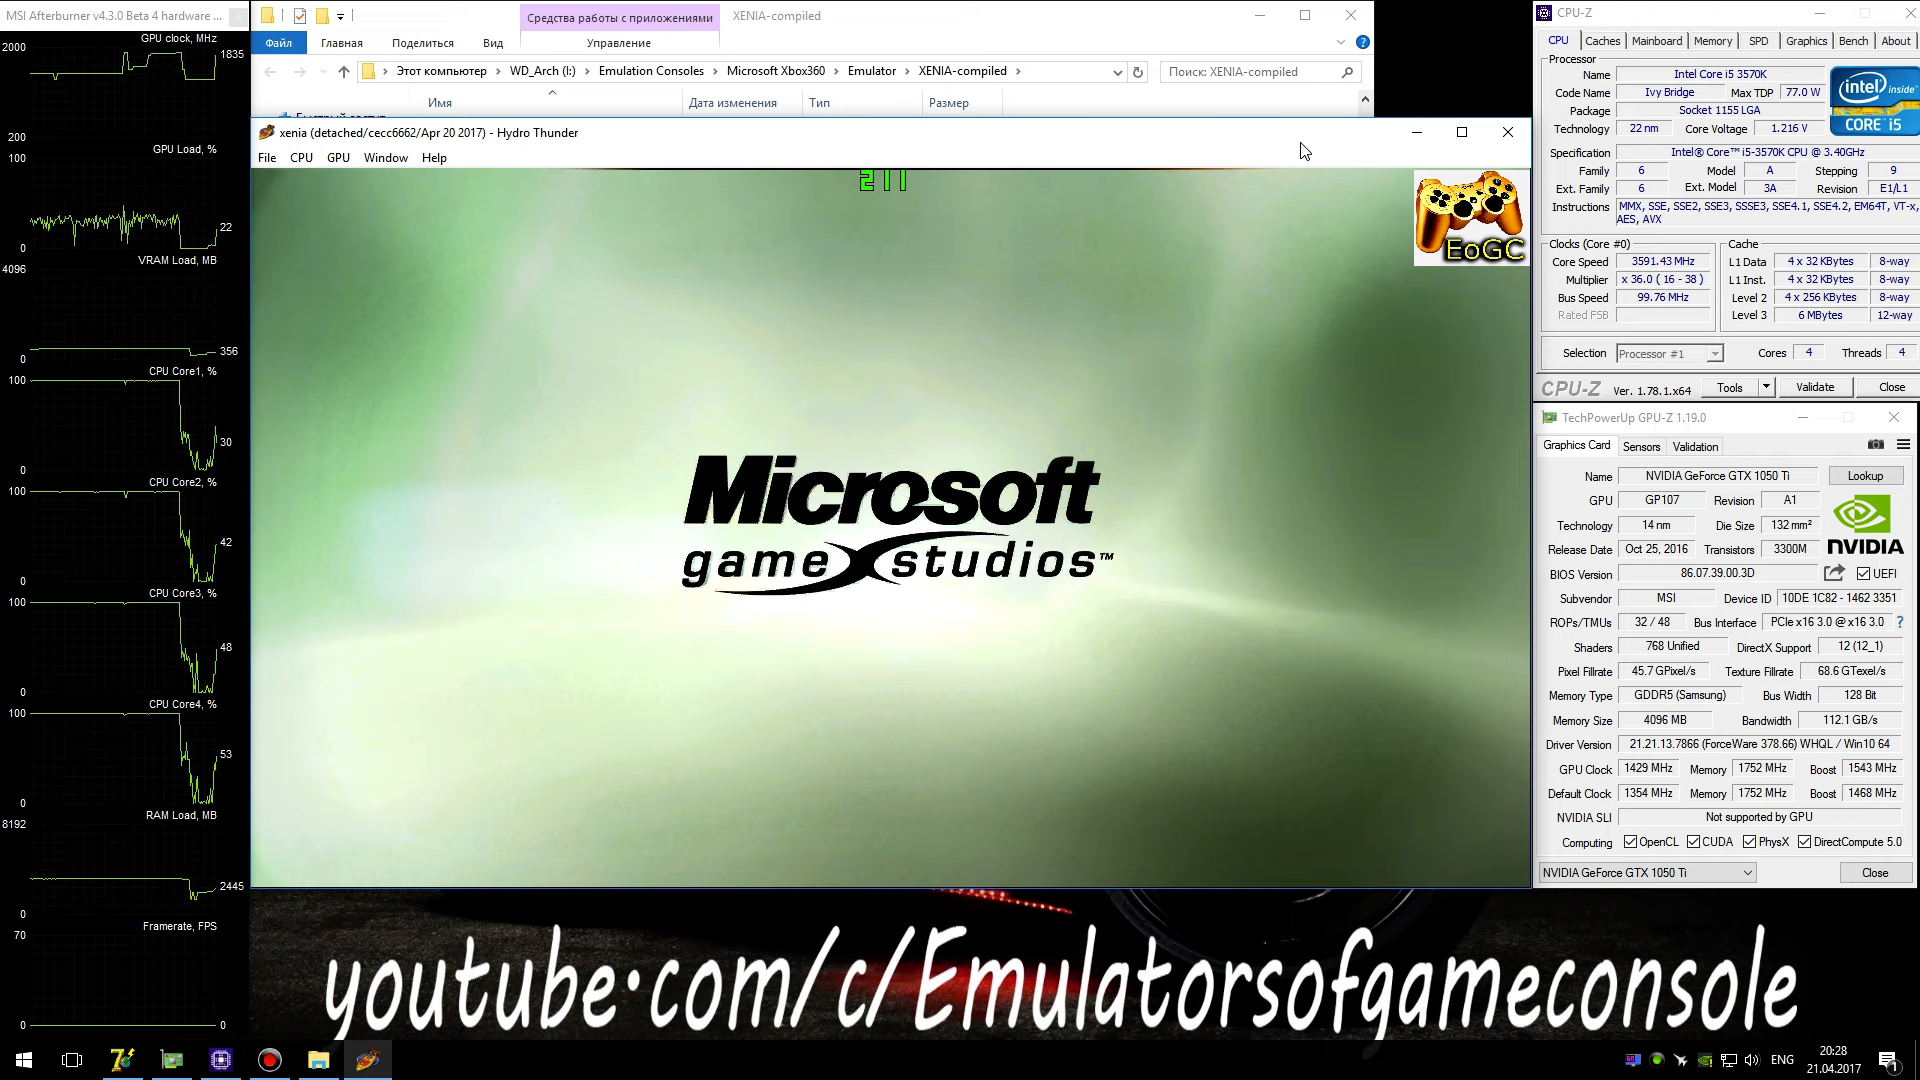 MSI Afterburner v4.3.0 Beta 4 hardware ...
GPU clock, MHz
2000
1835
200
GPU Load, %
100
22
0
VRAM Load, MB
4096
356
0
CPU Core1, %
100
30
0
CPU Core2, %
100
42
0
CPU Core3, %
100
48
0
CPU Core4, %
100
53
0
RAM Load, MB
8192
2445
0
Framerate, FPS
70
0
0
Средства работы с приложениями
XENIA-compiled
Файл Главная Поделиться Вид Управление
Этот компьютер WD_Arch (I:) Emulation Consoles Microsoft Xbox360 Emulator XENIA-compiled
Поиск: XENIA-compiled
Имя Дата изменения Тип Размер
xenia (detached/cecc6662/Apr 20 2017) - Hydro Thunder
File CPU GPU Window Help
211
EoGC
Microsoft
game studios™
CPU-Z
CPU Caches Mainboard Memory SPD Graphics Bench About
Processor
Name Intel Core i5 3570K
Code Name Ivy Bridge Max TDP 77.0 W
Package Socket 1155 LGA
Technology 22 nm Core Voltage 1.216 V
intel inside
CORE i5
Specification Intel® Core™ i5-3570K CPU @ 3.40GHz
Family 6 Model A Stepping 9
Ext. Family 6 Ext. Model 3A Revision E1/L1
Instructions MMX, SSE, SSE2, SSE3, SSSE3, SSE4.1, SSE4.2, EM64T, VT-x,
AES, AVX
Clocks (Core #0) Cache
Core Speed 3591.43 MHz L1 Data 4 x 32 KBytes 8-way
Multiplier x 36.0 ( 16 - 38 ) L1 Inst. 4 x 32 KBytes 8-way
Bus Speed 99.76 MHz Level 2 4 x 256 KBytes 8-way
Rated FSB Level 3 6 MBytes 12-way
Selection Processor #1 Cores 4 Threads 4
CPU-Z Ver. 1.78.1.x64 Tools Validate Close
TechPowerUp GPU-Z 1.19.0
Graphics Card Sensors Validation
Name NVIDIA GeForce GTX 1050 Ti Lookup
GPU GP107 Revision A1
Technology 14 nm Die Size 132 mm²
Release Date Oct 25, 2016 Transistors 3300M
NVIDIA
BIOS Version 86.07.39.00.3D UEFI
Subvendor MSI Device ID 10DE 1C82 - 1462 3351
ROPs/TMUs 32 / 48 Bus Interface PCIe x16 3.0 @ x16 3.0 ?
Shaders 768 Unified DirectX Support 12 (12_1)
Pixel Fillrate 45.7 GPixel/s Texture Fillrate 68.6 GTexel/s
Memory Type GDDR5 (Samsung) Bus Width 128 Bit
Memory Size 4096 MB Bandwidth 112.1 GB/s
Driver Version 21.21.13.7866 (ForceWare 378.66) WHQL / Win10 64
GPU Clock 1429 MHz Memory 1752 MHz Boost 1543 MHz
Default Clock 1354 MHz Memory 1752 MHz Boost 1468 MHz
NVIDIA SLI Not supported by GPU
Computing OpenCL CUDA PhysX DirectCompute 5.0
NVIDIA GeForce GTX 1050 Ti Close
youtube.com/c/Emulatorsofgameconsole
ENG
20:28
21.04.2017
1